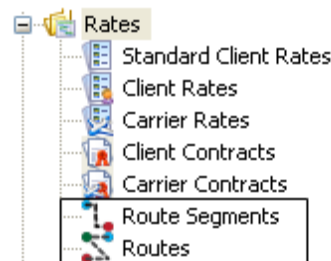 Rates
Standard Client Rates
Client Rates
Carrier Rates
Client Contracts
Carrier Contracts
Route Segments
Routes